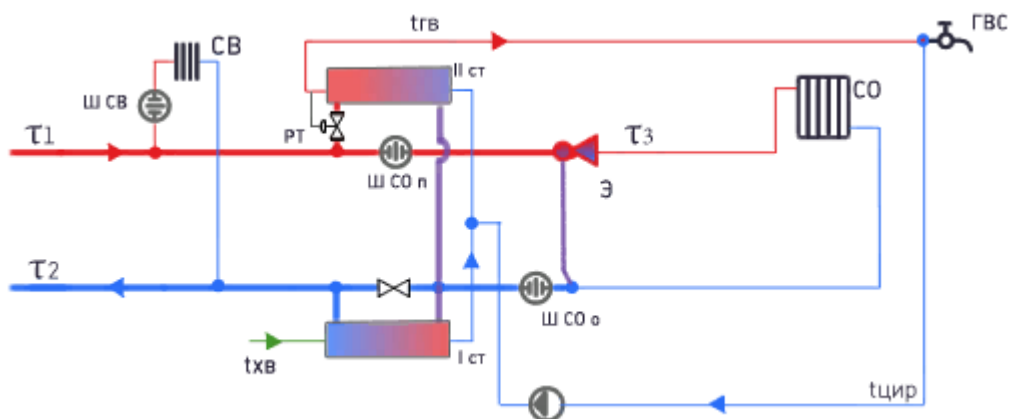 tгв
ГВС
СВ
II ст
СО
Ш СВ
τ1
РТ
τ3
Ш СО п
Э
τ2
Ш СО о
I ст
tхв
tцир